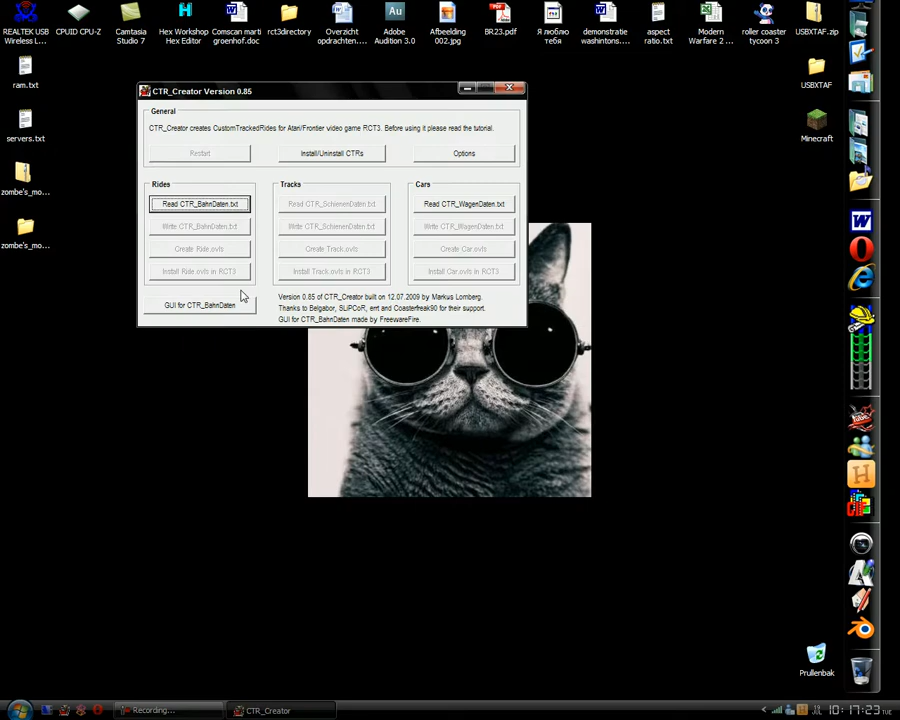 REALTEK USB
Wireless L...
CPUID CPU-Z
Camtasia
Studio 7
Hex Workshop
Hex Editor
Comscan marti
groenhof.doc
rct3directory
Overzicht
opdrachten....
Adobe
Audition 3.0
Afbeelding
002.jpg
BR23.pdf
Я люблю
тебя
demonstratie
washintons....
aspect
ratio.txt
Modern
Warfare 2 ...
roller coaster
tycoon 3
USBXTAF.zip
ram.txt
servers.txt
zombe's_mo...
zombe's_mo...
USBXTAF
Minecraft
Prullenbak
CTR_Creator Version 0.85
General
CTR_Creator creates CustomTrackedRides for Atari/Frontier video game RCT3. Before using it please read the tutorial.
Restart
Install/Uninstall CTRs
Options
Rides
Tracks
Cars
Read CTR_BahnDaten.txt
Read CTR_SchienenDaten.txt
Read CTR_WagenDaten.txt
Write CTR_BahnDaten.txt
Write CTR_SchienenDaten.txt
Write CTR_WagenDaten.txt
Create Ride.ovls
Create Track.ovls
Create Car.ovls
Install Ride.ovls in RCT3
Install Track.ovls in RCT3
Install Car.ovls in RCT3
GUI for CTR_BahnDaten
Version 0.85 of CTR_Creator built on 12.07.2009 by Markus Lomberg.
Thanks to Belgabor, SLiPCoR, errt and Coasterfreak90 for their support.
GUI for CTR_BahnDaten made by FreewareFire.
Recording...
CTR_Creator
10:17:23
TUE